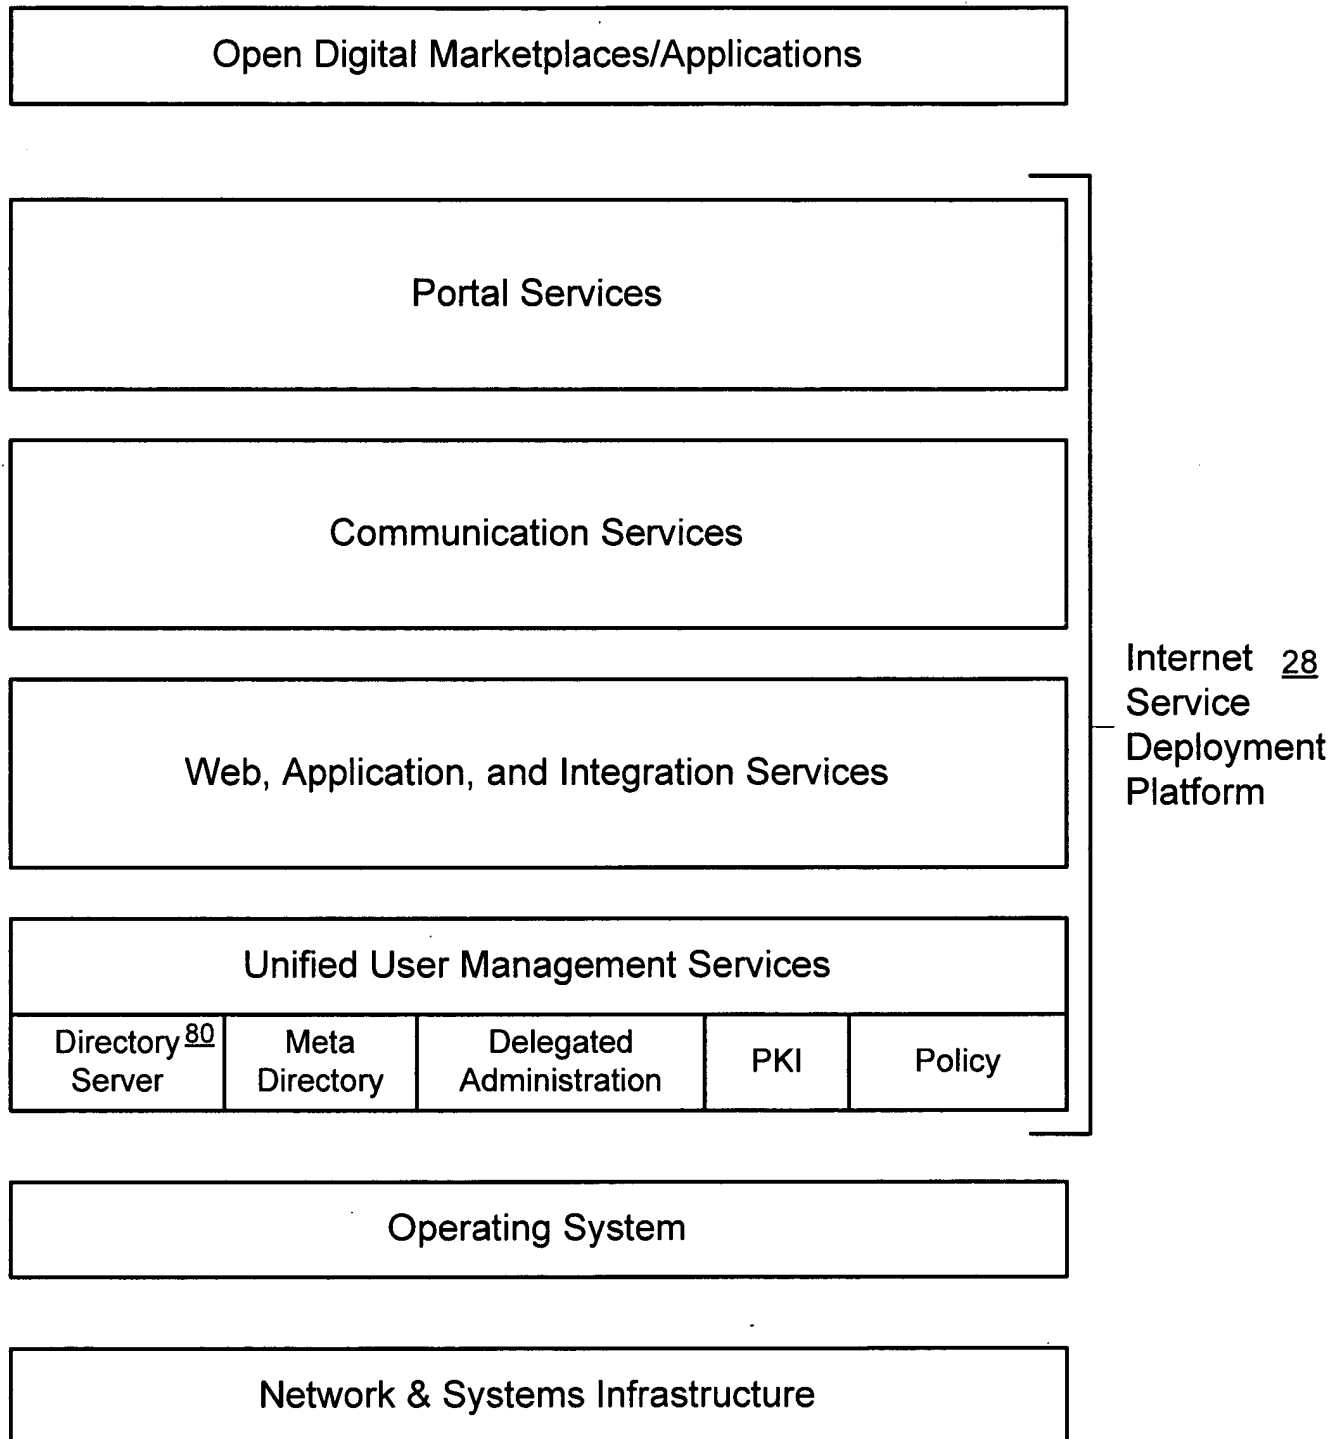 Open Digital Marketplaces/Applications
Portal Services
Communication Services
Web, Application, and Integration Services
Internet 28
Service
Deployment
Platform
Unified User Management Services
Directory 80
Server
Meta
Directory
Delegated
Administration
PKI
Policy
Operating System
Network & Systems Infrastructure